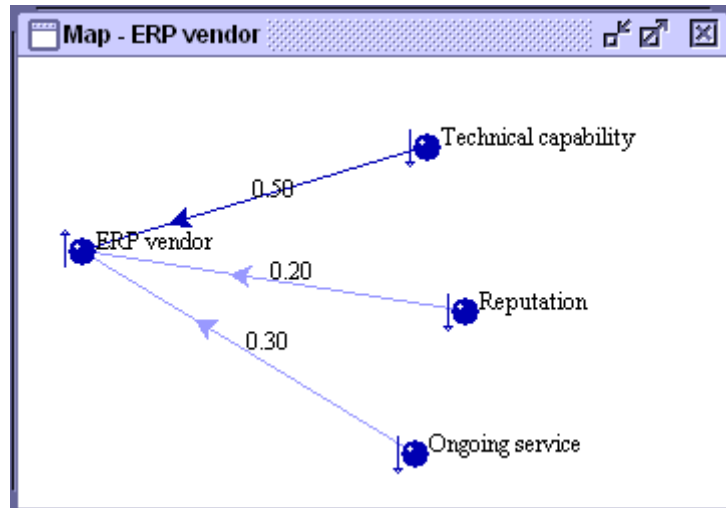 Map - ERP vendor
Technical capability
0.50
ERP vendor
0.20
Reputation
0.30
Ongoing service